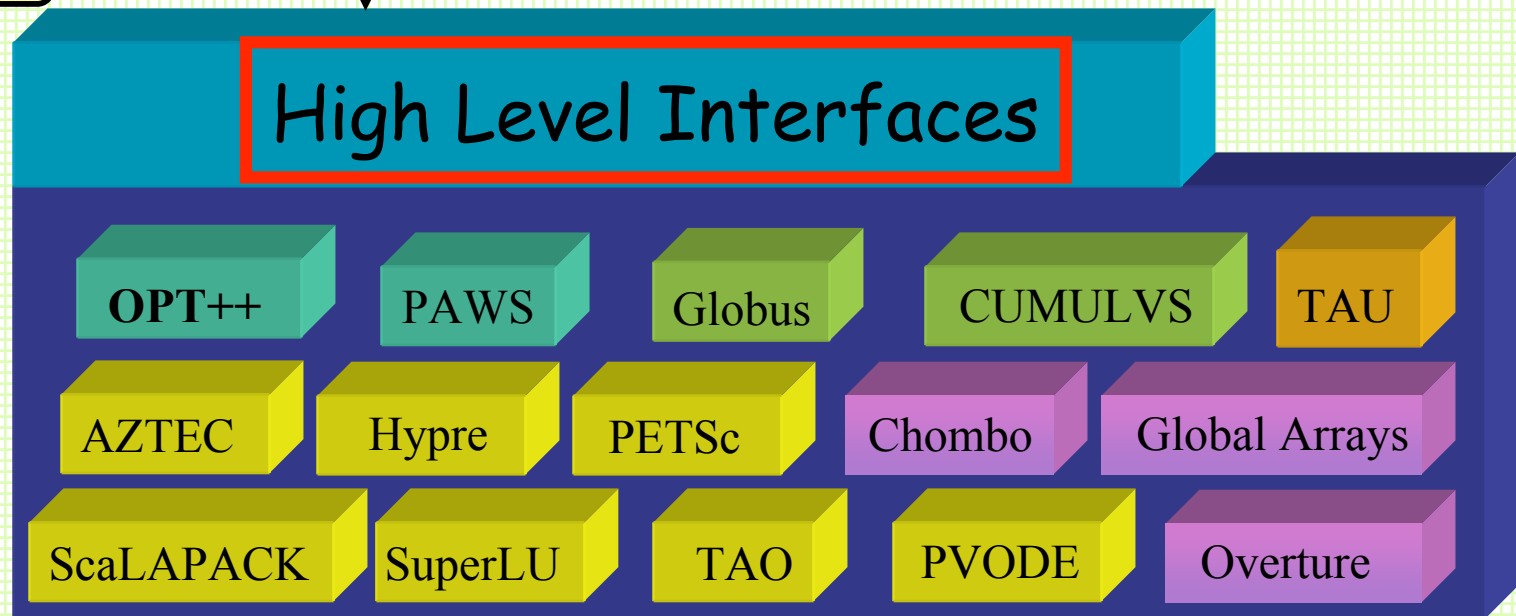 High Level Interfaces
OPT++ PAWS Globus CUMULVS TAU
AZTEC Hypre PETSc Chombo Global Arrays
ScaLAPACK SuperLU TAO PVODE Overture